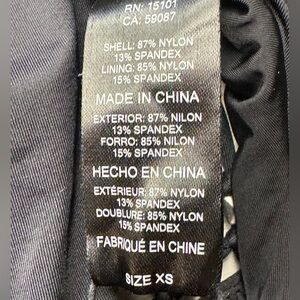 RN: 15101
CA: 59087
SHELL: 87% NYLON
13% SPANDEX
LINING: 85% NYLON
15% SPANDEX
MADE IN CHINA
EXTERIOR: 87% NILON
13% SPANDEX
FORRO: 85% NILON
15% SPANDEX
HECHO EN CHINA
EXTÉRIEUR: 87% NYLON
13% SPANDEX
DOUBLURE: 85% NYLON
15% SPANDEX
FABRIQUÉ EN CHINE
SIZE XS